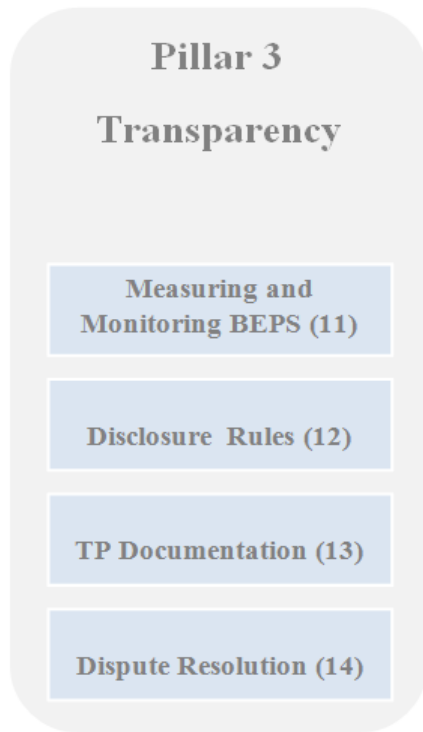 Pillar 3
Transparency
Measuring and
Monitoring BEPS (11)
Disclosure Rules (12)
TP Documentation (13)
Dispute Resolution (14)